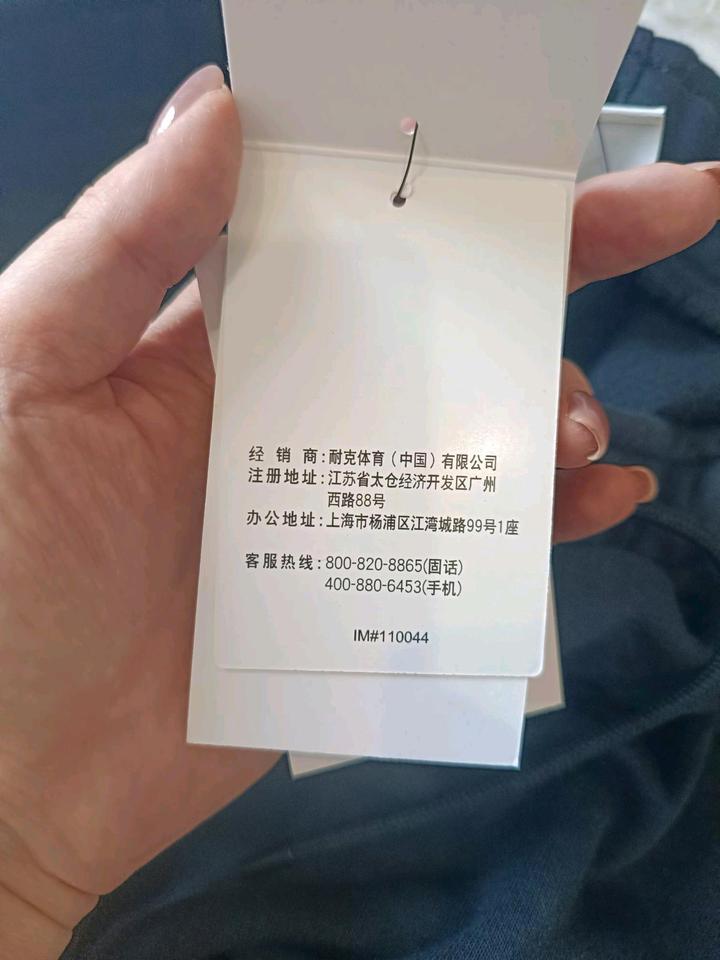 经销商:耐克体育（中国）有限公司
注册地址:江苏省太仓经济开发区广州
西路88号
办公地址:上海市杨浦区江湾城路99号1座
客服热线:800-820-8865(固话)
400-880-6453(手机)
IM#110044